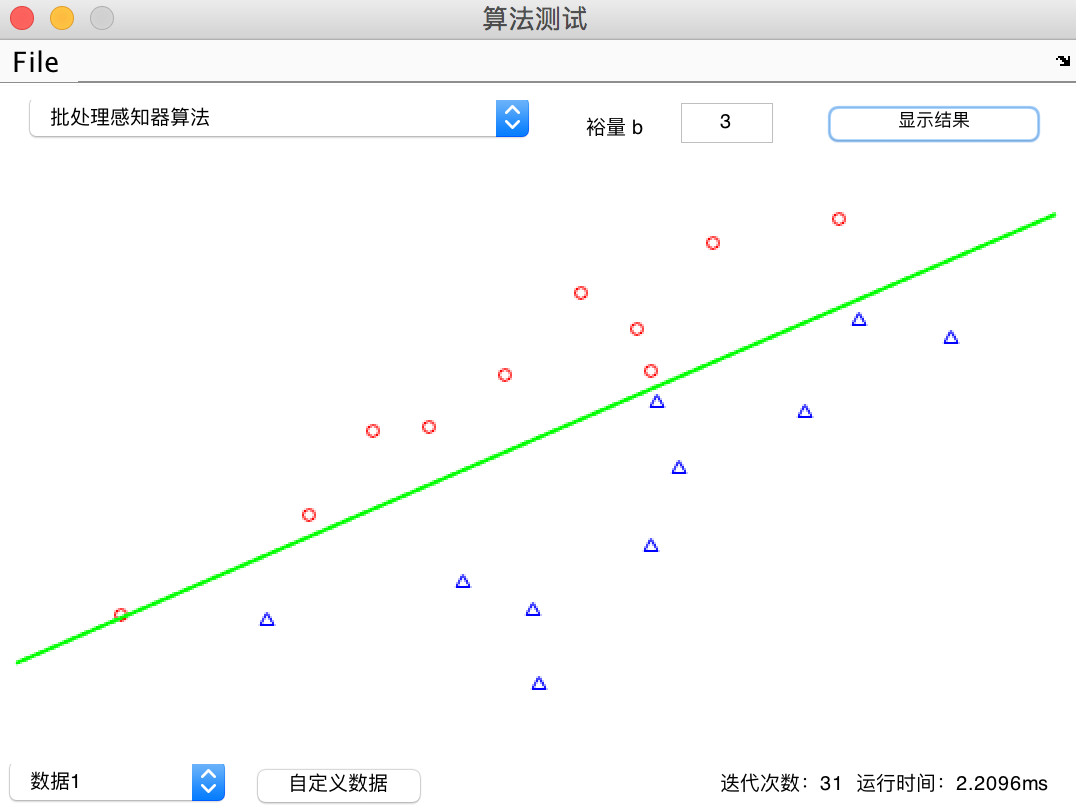 算法测试
File
批处理感知器算法
裕量 b
3
显示结果
数据1
自定义数据
迭代次数：31 运行时间：2.2096ms